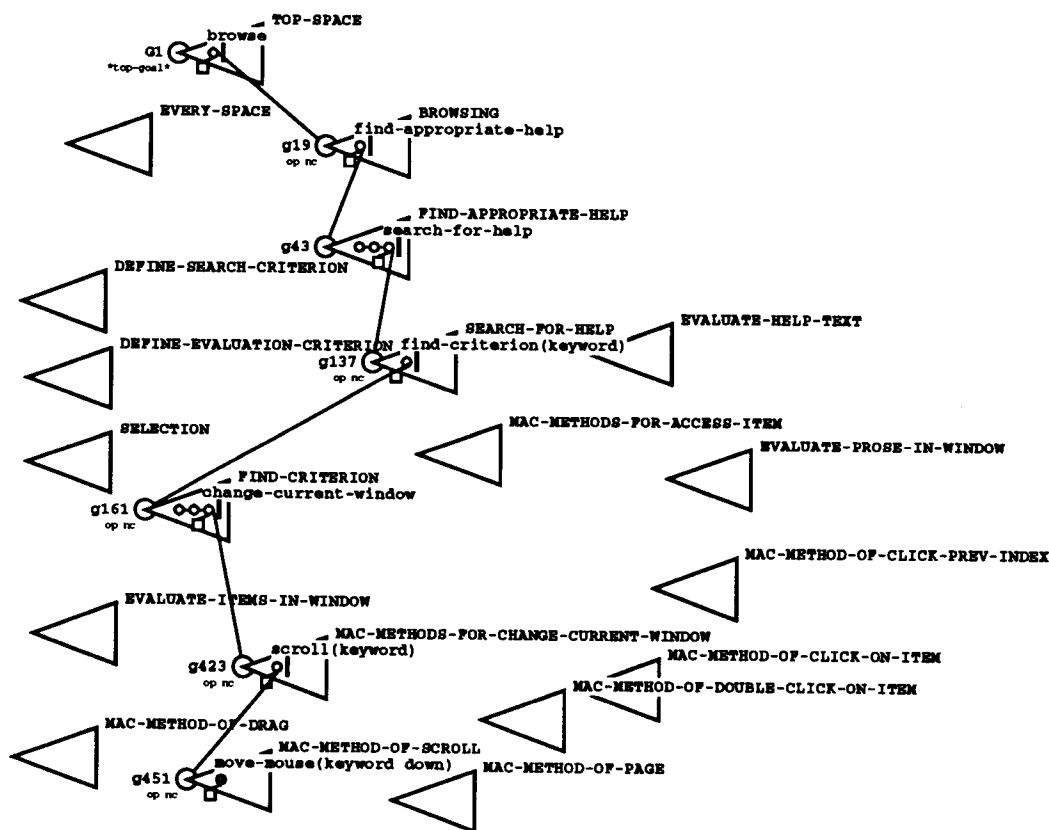 TOP-SPACE
browse
G1
*top-goal*
EVERY-SPACE
BROWSING
find-appropriate-help
g19
op nc
FIND-APPROPRIATE-HELP
search-for-help
g43
DEFINE-SEARCH-CRITERION
SEARCH-FOR-HELP
EVALUATE-HELP-TEXT
DEFINE-EVALUATION-CRITERION
find-criterion(keyword)
g137
op nc
SELECTION
MAC-METHODS-FOR-ACCESS-ITEM
EVALUATE-PROSE-IN-WINDOW
FIND-CRITERION
change-current-window
g161
op nc
MAC-METHOD-OF-CLICK-PREV-INDEX
EVALUATE-ITEMS-IN-WINDOW
MAC-METHODS-FOR-CHANGE-CURRENT-WINDOW
scroll(keyword)
MAC-METHOD-OF-CLICK-ON-ITEM
g423
op nc
MAC-METHOD-OF-DOUBLE-CLICK-ON-ITEM
MAC-METHOD-OF-DRAG
MAC-METHOD-OF-SCROLL
move-mouse(keyword down)
MAC-METHOD-OF-PAGE
g451
op nc